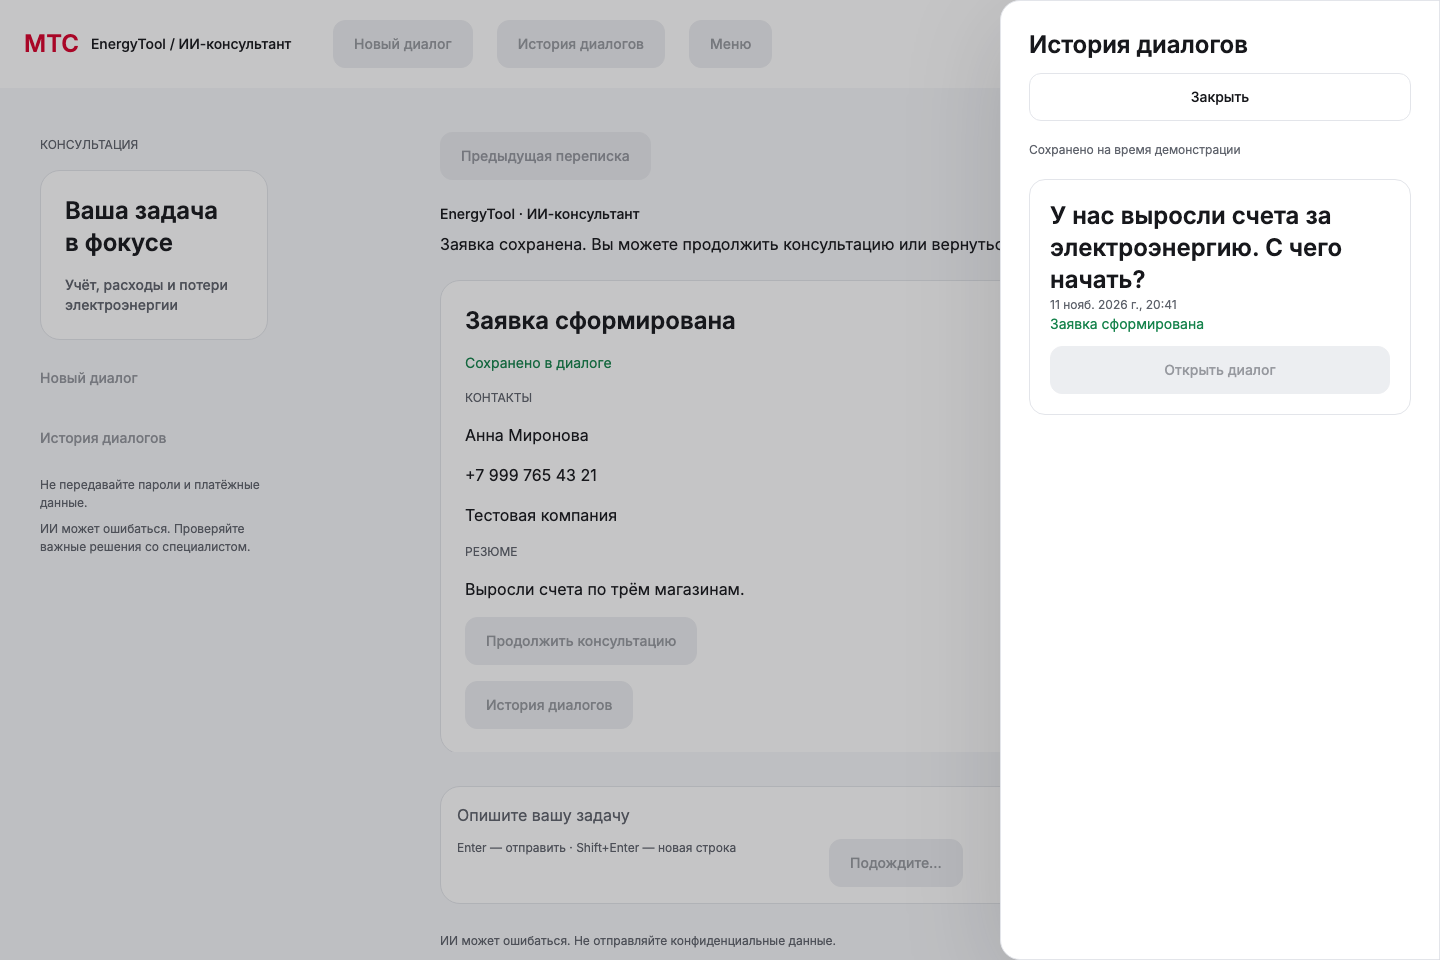 МТС
EnergyTool / ИИ-консультант
Новый диалог
История диалогов
Меню
КОНСУЛЬТАЦИЯ
Ваша задача
в фокусе
Учёт, расходы и потери
электроэнергии
Новый диалог
История диалогов
Не передавайте пароли и платёжные
данные.
ИИ может ошибаться. Проверяйте
важные решения со специалистом.
Предыдущая переписка
EnergyTool · ИИ-консультант
Заявка сохранена. Вы можете продолжить консультацию или вернутьс
Заявка сформирована
Сохранено в диалоге
КОНТАКТЫ
Анна Миронова
+7 999 765 43 21
Тестовая компания
РЕЗЮМЕ
Выросли счета по трём магазинам.
Продолжить консультацию
История диалогов
Опишите вашу задачу
Enter — отправить · Shift+Enter — новая строка
Подождите...
ИИ может ошибаться. Не отправляйте конфиденциальные данные.
История диалогов
Закрыть
Сохранено на время демонстрации
У нас выросли счета за
электроэнергию. С чего
начать?
11 нояб. 2026 г., 20:41
Заявка сформирована
Открыть диалог